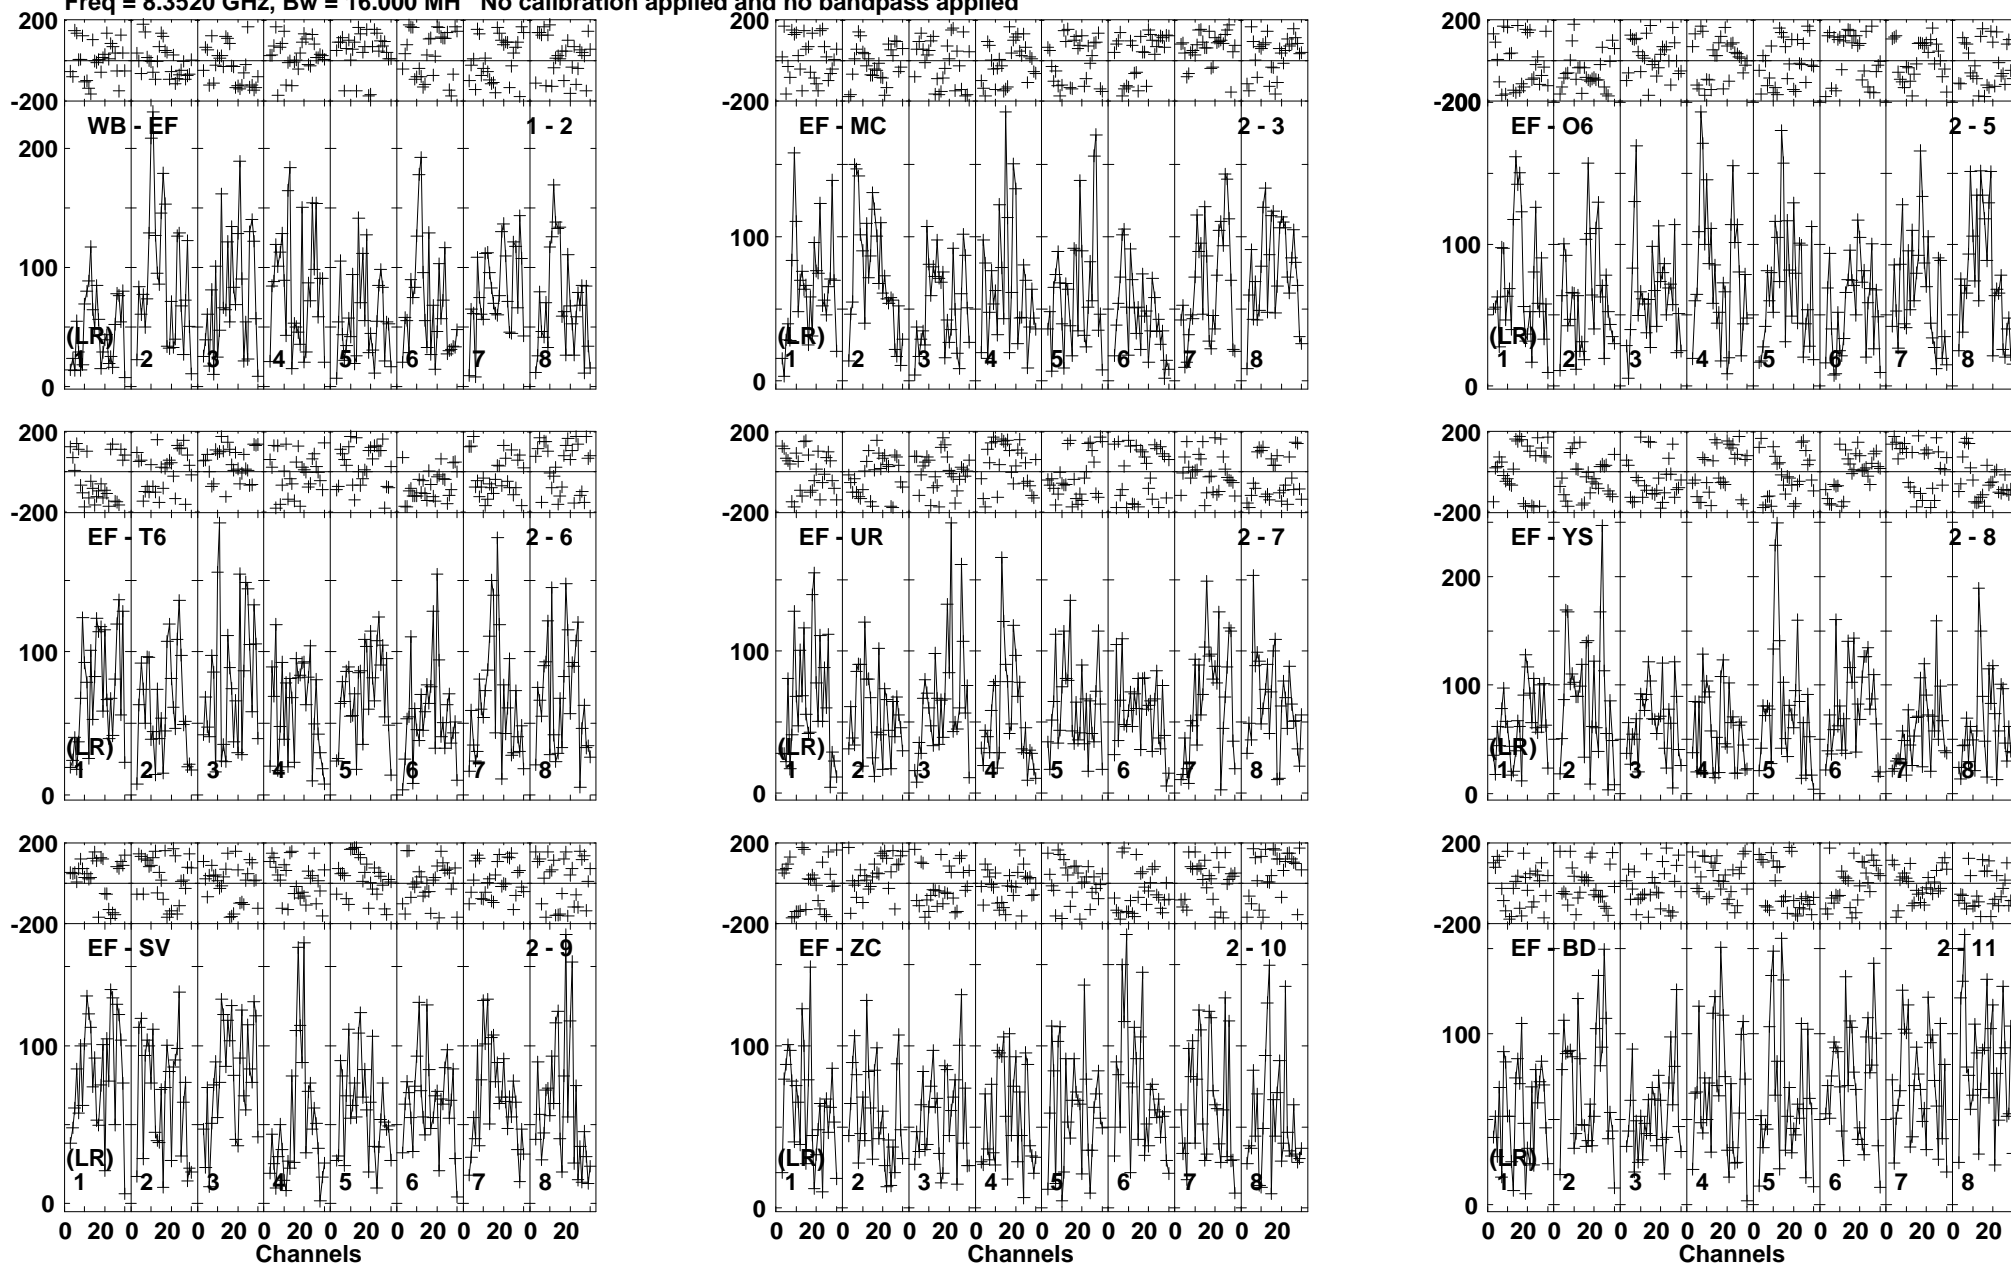 Freq = 8.3520 GHz, Bw = 16.000 MH No calibration applied and no bandpass applied
200
-200
WB - EF 1 - 2
200
100
0
(LR)
1 2 3 4 5 6 7 8
200
-200
EF - MC 2 - 3
100
0
(LR)
1 2 3 4 5 6 7 8
200
-200
EF - O6 2 - 5
100
0
(LR)
1 2 3 4 5 6 7 8
200
-200
EF - T6 2 - 6
100
0
(LR)
1 2 3 4 5 6 7 8
200
-200
EF - UR 2 - 7
100
0
(LR)
1 2 3 4 5 6 7 8
200
-200
EF - YS 2 - 8
200
100
0
(LR)
1 2 3 4 5 6 7 8
200
-200
EF - SV 2 - 9
100
0
(LR)
1 2 3 4 5 6 7 8
0 20 0 20 0 20 0 20 0 20 0 20 0 20 0 20
Channels
200
-200
EF - ZC 2 - 10
100
0
(LR)
1 2 3 4 5 6 7 8
0 20 0 20 0 20 0 20 0 20 0 20 0 20 0 20
Channels
200
-200
EF - BD 2 - 11
100
0
(LR)
1 2 3 4 5 6 7 8
0 20 0 20 0 20 0 20 0 20 0 20 0 20 0 20
Channels